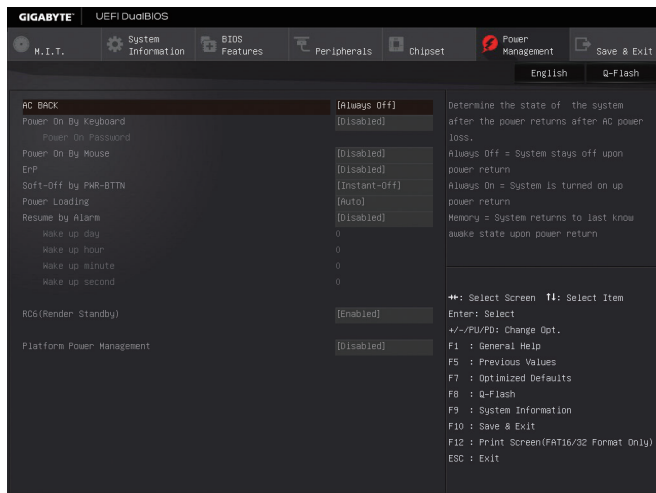 GIGABYTE™ UEFI DualBIOS
M.I.T. System Information BIOS Features Peripherals Chipset Power Management Save & Exit
English Q-Flash
AC BACK [Always Off]
Power On By Keyboard [Disabled]
Power On Password
Power On By Mouse [Disabled]
ErP [Disabled]
Soft-Off by PWR-BTTN [Instant-Off]
Power Loading [Auto]
Resume by Alarm [Disabled]
Wake up day 0
Wake up hour 0
Wake up minute 0
Wake up second 0
RC6(Render Standby) [Enabled]
Platform Power Management [Disabled]
Determine the state of the system
after the power returns after AC power
loss.
Always Off = System stays off upon
power return
Always On = System is turned on up
power return
Memory = System returns to last know
awake state upon power return
→←: Select Screen ↑↓: Select Item
Enter: Select
+/-/PU/PD: Change Opt.
F1 : General Help
F5 : Previous Values
F7 : Optimized Defaults
F8 : Q-Flash
F9 : System Information
F10 : Save & Exit
F12 : Print Screen(FAT16/32 Format Only)
ESC : Exit